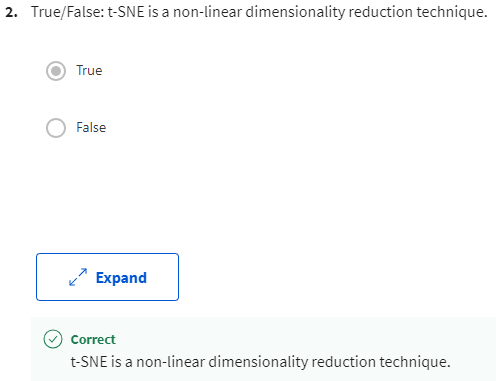 2. True/False: t-SNE is a non-linear dimensionality reduction technique.
True
False
Expand
Correct
t-SNE is a non-linear dimensionality reduction technique.